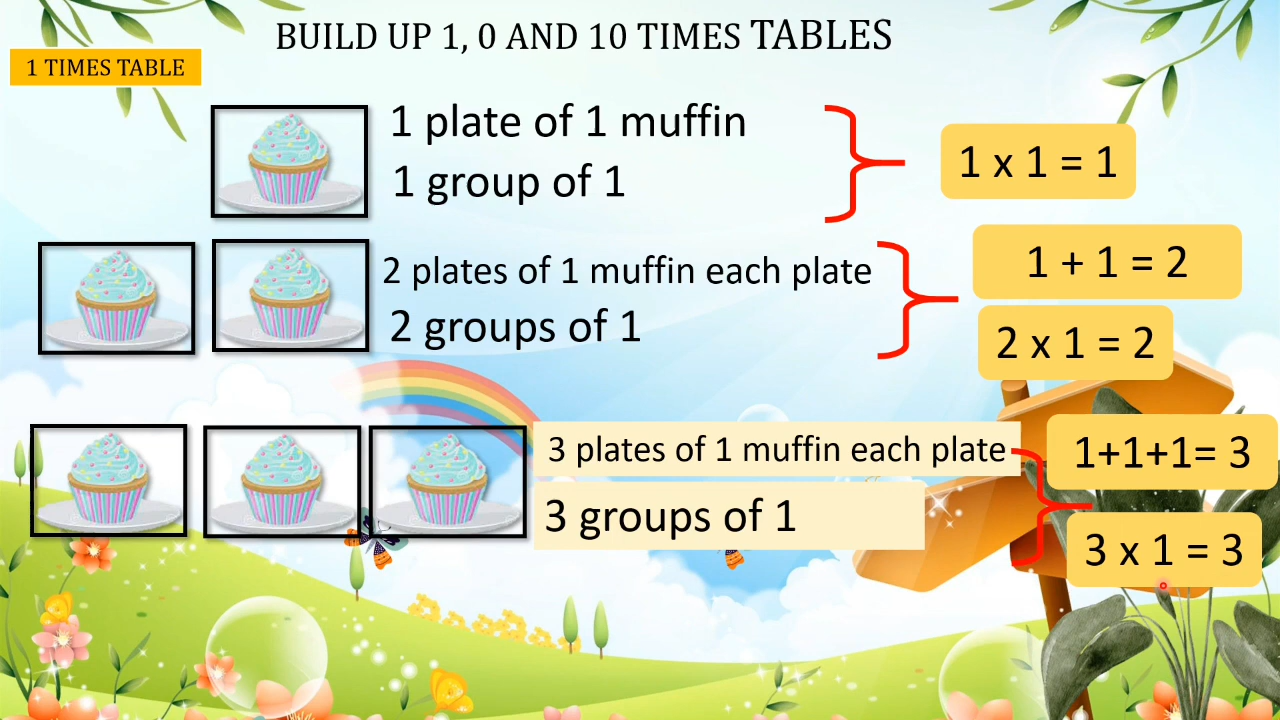 BUILD UP 1, 0 AND 10 TIMES TABLES
1 TIMES TABLE
1 plate of 1 muffin
1 group of 1
1 x 1 = 1
2 plates of 1 muffin each plate
2 groups of 1
1 + 1 = 2
2 x 1 = 2
3 plates of 1 muffin each plate
3 groups of 1
1+1+1= 3
3 x 1 = 3